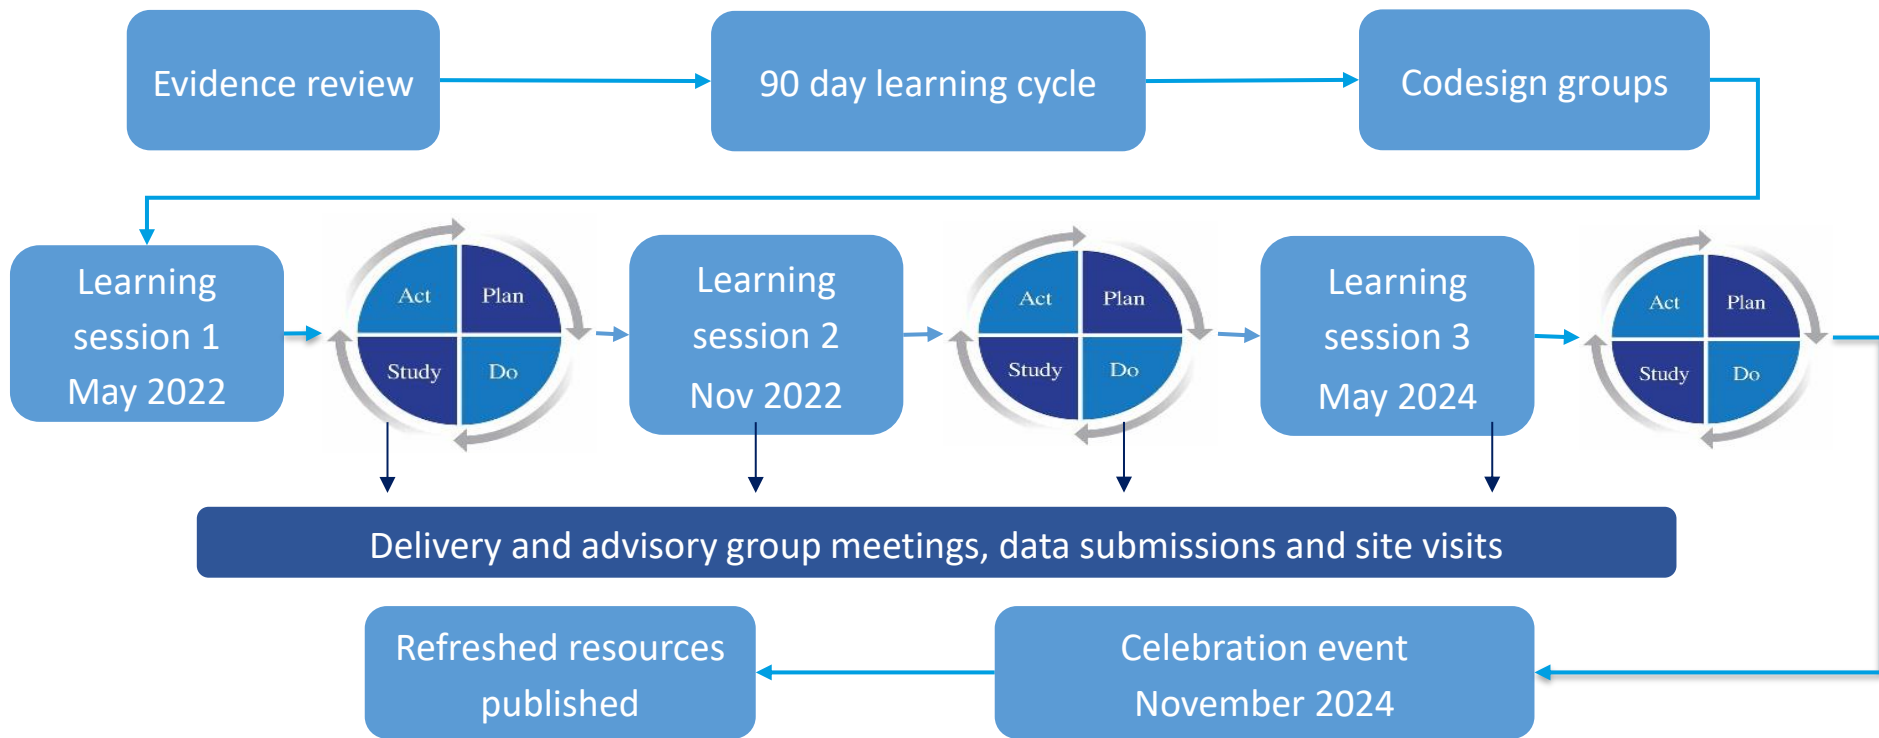 Evidence review
90 day learning cycle
Codesign groups
Learning
session 1
May 2022
Act
Plan
Study
Do
Learning
session 2
Nov 2022
Act
Plan
Study
Do
Learning
session 3
May 2024
Act
Plan
Study
Do
Delivery and advisory group meetings, data submissions and site visits
Refreshed resources
published
Celebration event
November 2024